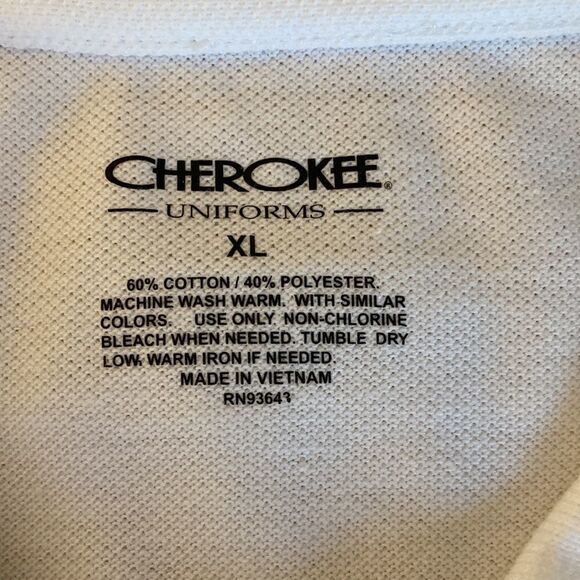 CHEROKEE®
UNIFORMS
XL
60% COTTON / 40% POLYESTER.
MACHINE WASH WARM. WITH SIMILAR
COLORS. USE ONLY NON-CHLORINE
BLEACH WHEN NEEDED. TUMBLE DRY
LOW, WARM IRON IF NEEDED.
MADE IN VIETNAM
RN93643